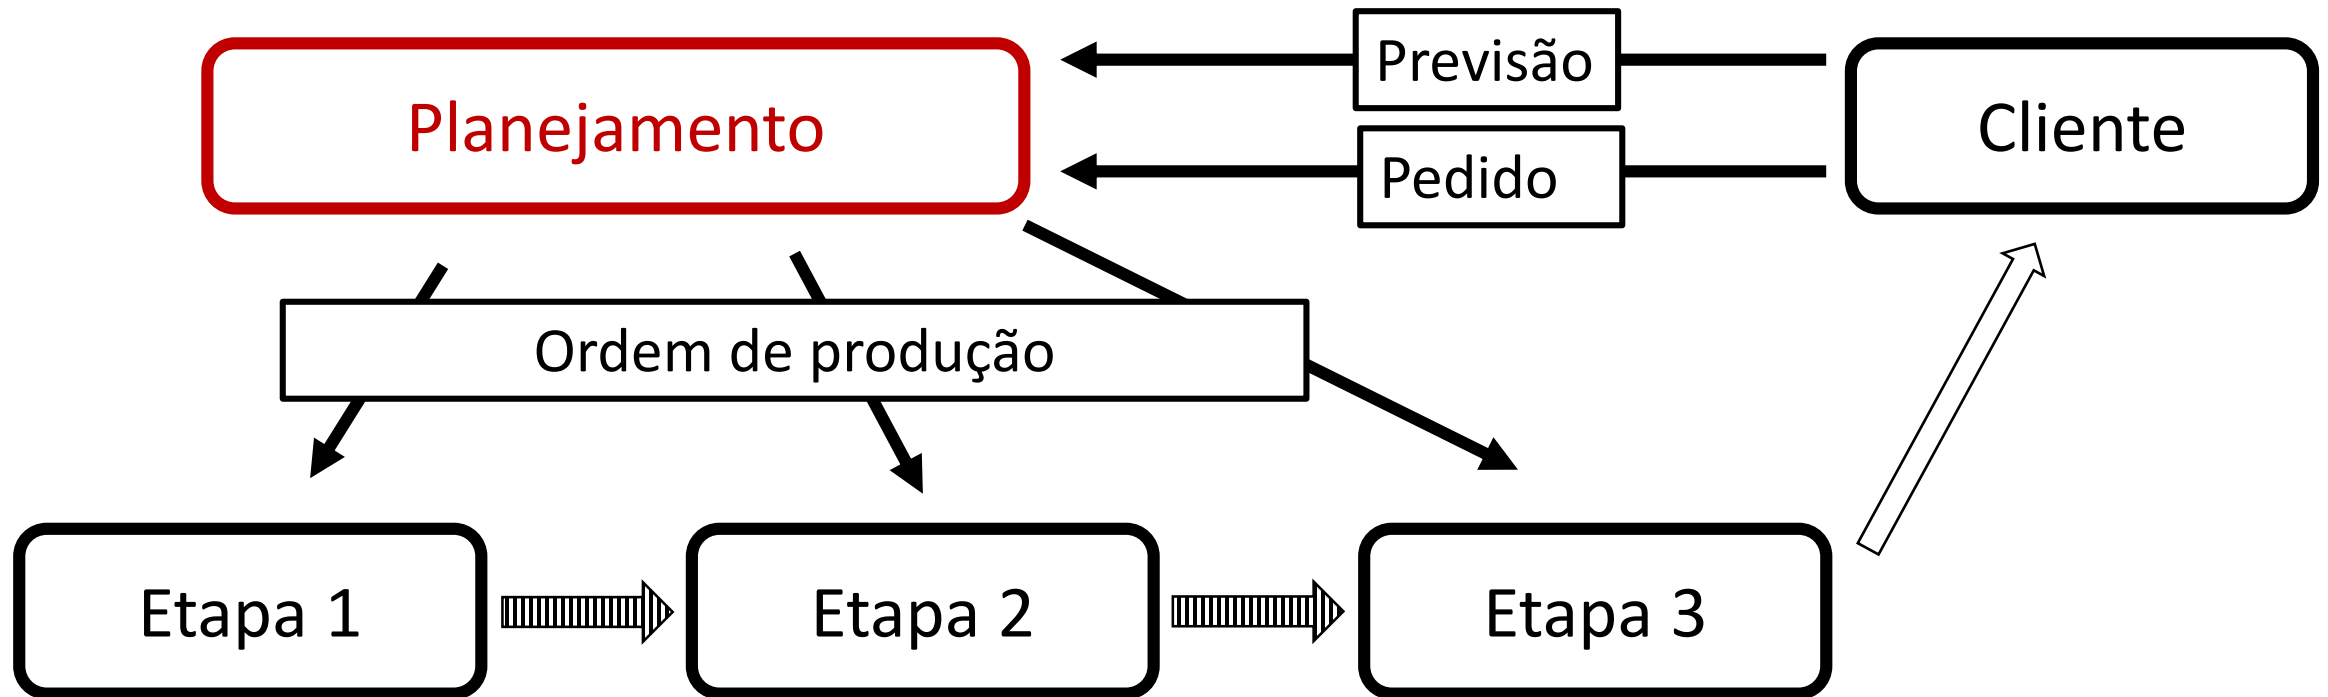 Previsão
Planejamento
Cliente
Pedido
Ordem de produção
Etapa 1
Etapa 2
Etapa 3